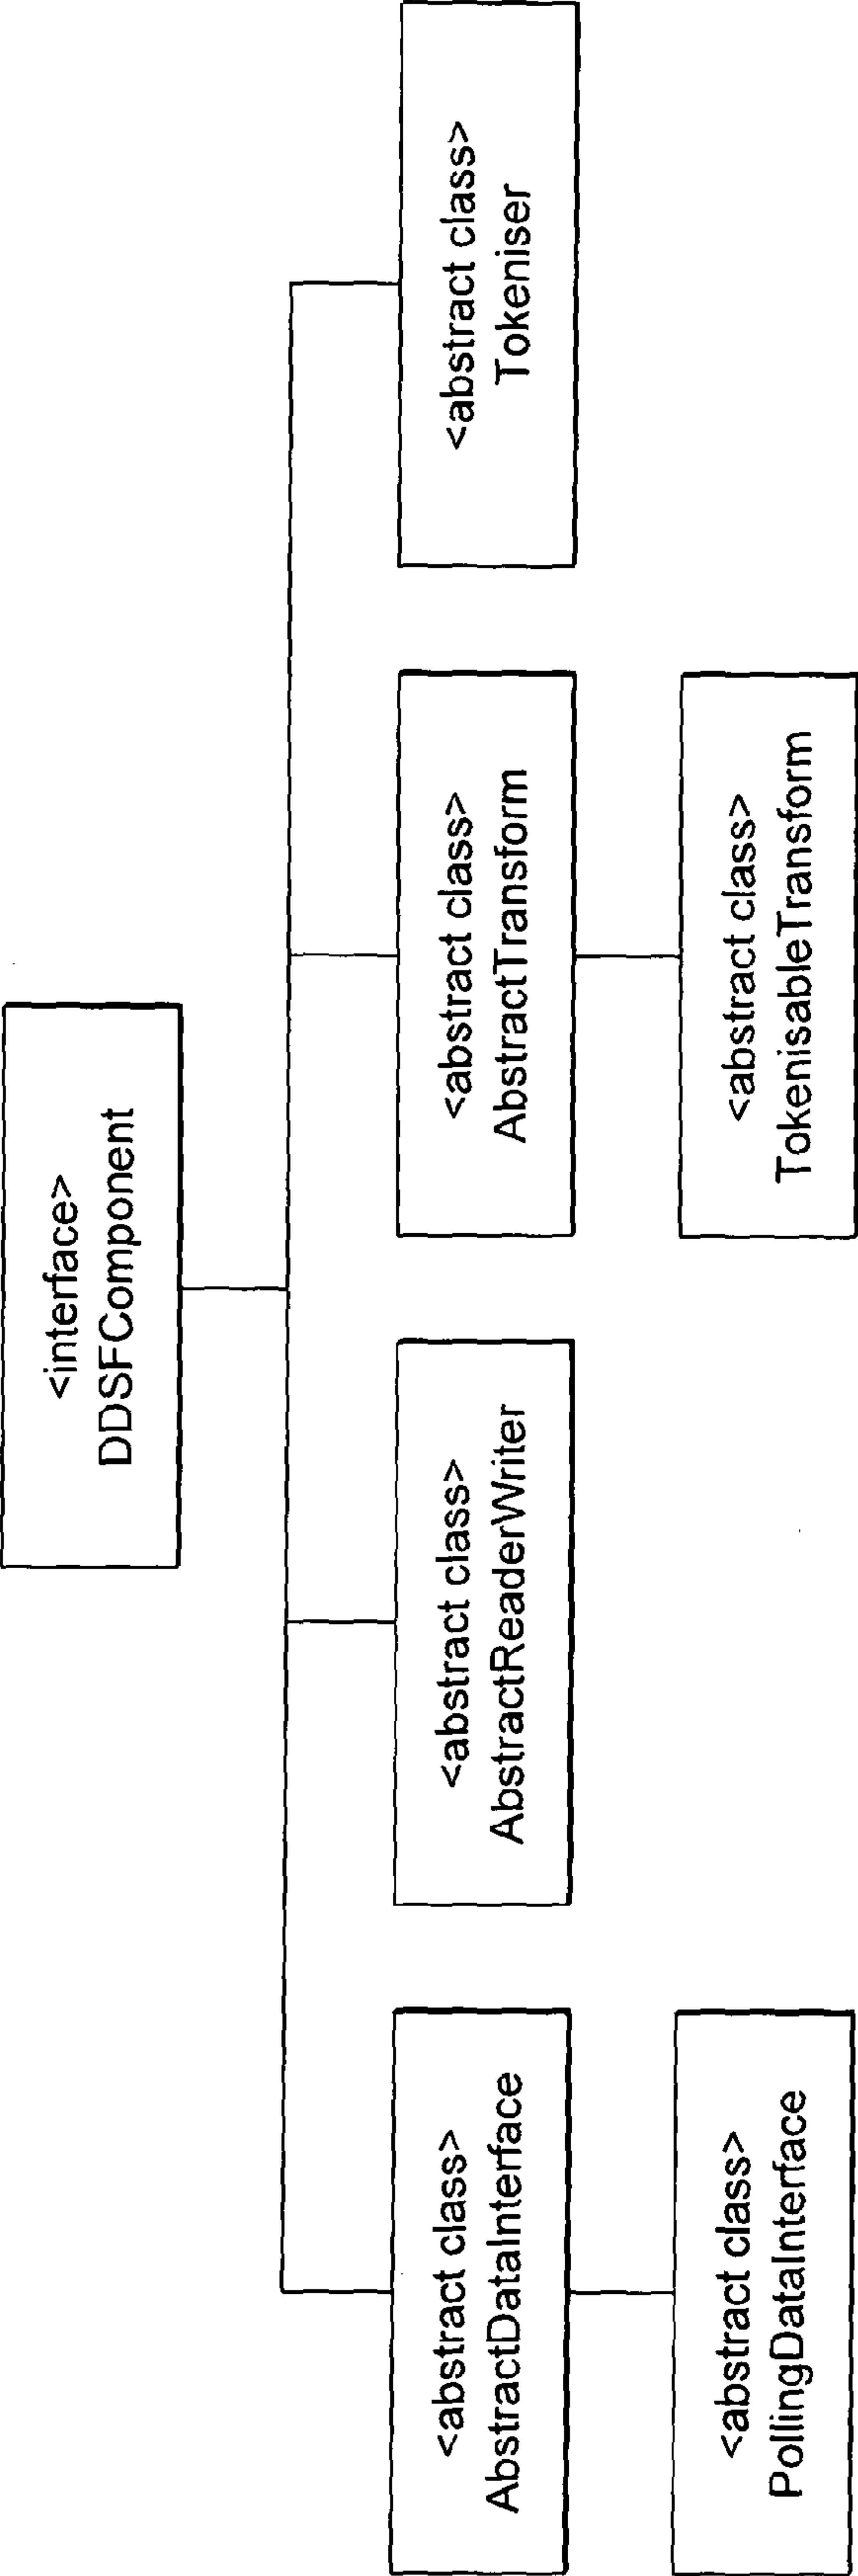 <interface>
DDSFComponent
<abstract class>
AbstractDataInterface
<abstract class>
AbstractReaderWriter
<abstract class>
AbstractTransform
<abstract class>
Tokeniser
<abstract class>
PollingDataInterface
<abstract class>
TokenisableTransform